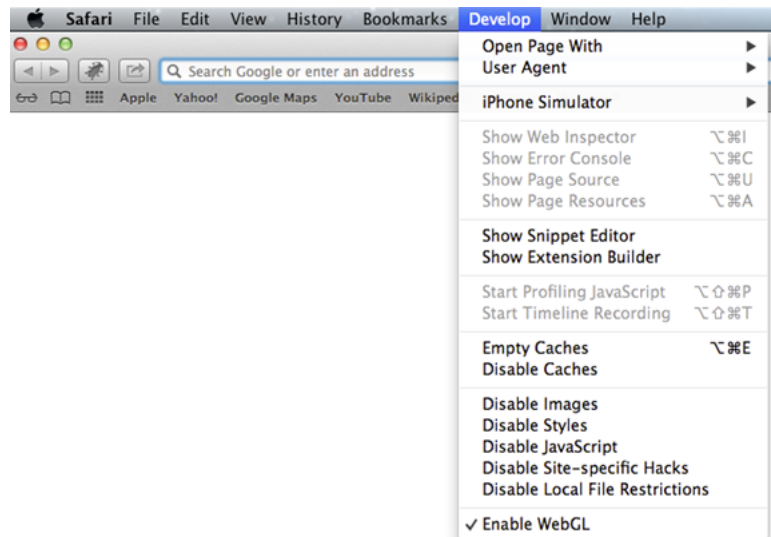 Safari File Edit View History Bookmarks Develop Window Help
Search Google or enter an address
Apple Yahoo! Google Maps YouTube
Open Page With
User Agent
iPhone Simulator
Show Web Inspector ⌥⌘I
Show Error Console ⌥⌘C
Show Page Source ⌥⌘U
Show Page Resources ⌥⌘A
Show Snippet Editor
Show Extension Builder
Start Profiling JavaScript ⌥⇧⌘P
Start Timeline Recording ⌥⇧⌘T
Empty Caches ⌥⌘E
Disable Caches
Disable Images
Disable Styles
Disable JavaScript
Disable Site-specific Hacks
Disable Local File Restrictions
✓ Enable WebGL